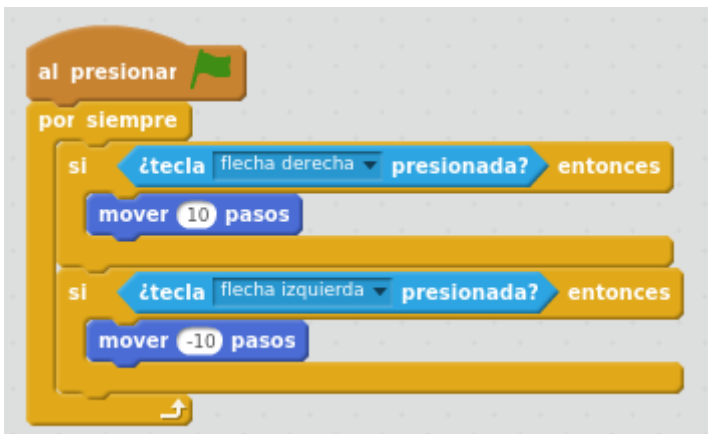 al presionar
por siempre
si ¿tecla flecha derecha presionada? entonces
mover 10 pasos
si ¿tecla flecha izquierda presionada? entonces
mover -10 pasos